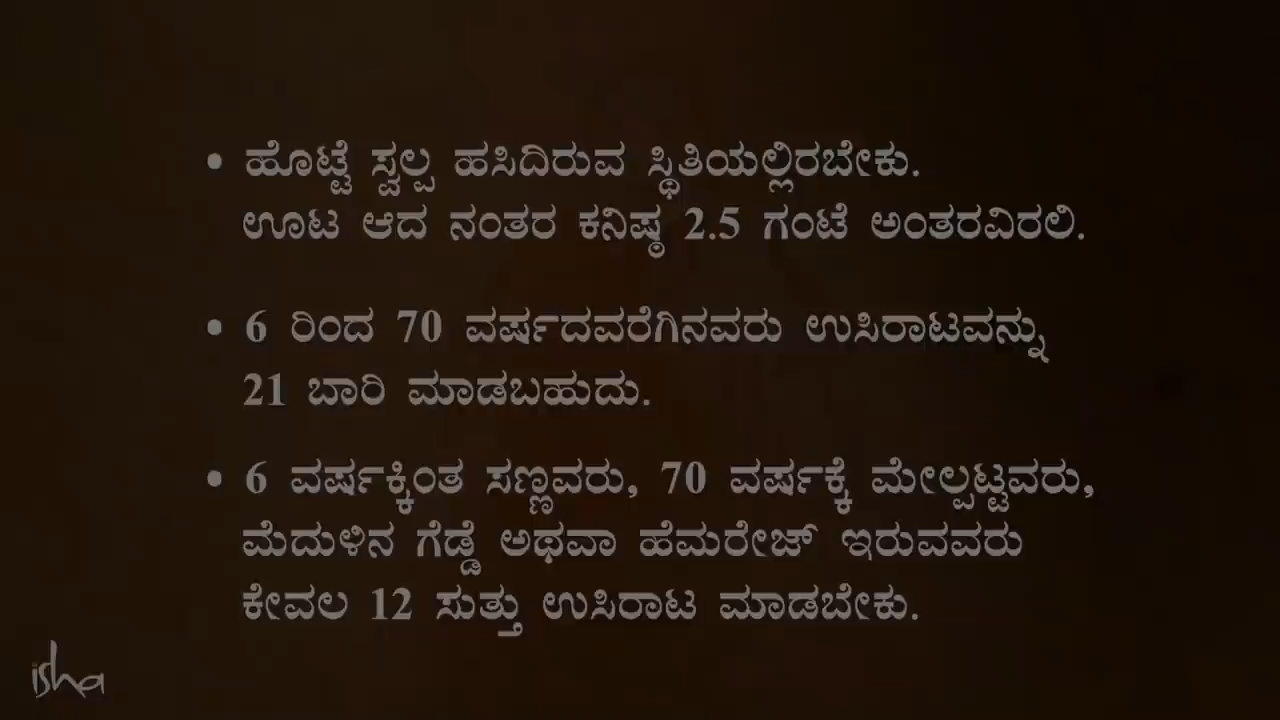 • ಹೊಟ್ಟೆ ಸ್ವಲ್ಪ ಹಸಿದಿರುವ ಸ್ಥಿತಿಯಲ್ಲಿರಬೇಕು.
ಊಟ ಆದ ನಂತರ ಕನಿಷ್ಠ 2.5 ಗಂಟೆ ಅಂತರವಿರಲಿ.
• 6 ರಿಂದ 70 ವರ್ಷದವರೆಗಿನವರು ಉಸಿರಾಟವನ್ನು
21 ಬಾರಿ ಮಾಡಬಹುದು.
• 6 ವರ್ಷಕ್ಕಿಂತ ಸಣ್ಣವರು, 70 ವರ್ಷಕ್ಕೆ ಮೇಲ್ಪಟ್ಟವರು,
ಮೆದುಳಿನ ಗೆಡ್ಡೆ ಅಥವಾ ಹೆಮರೇಜ್ ಇರುವವರು
ಕೇವಲ 12 ಸುತ್ತು ಉಸಿರಾಟ ಮಾಡಬೇಕು.
isha